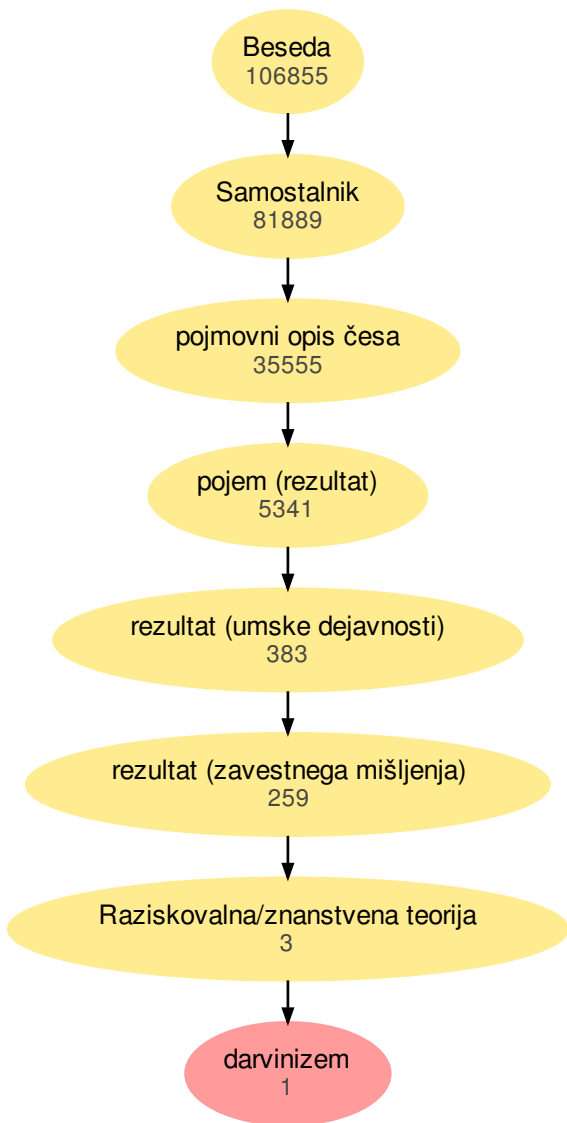 Beseda
106855
Samostalnik
81889
pojmovni opis česa
35555
pojem (rezultat)
5341
rezultat (umske dejavnosti)
383
rezultat (zavestnega mišljenja)
259
Raziskovalna/znanstvena teorija
3
darvinizem
1